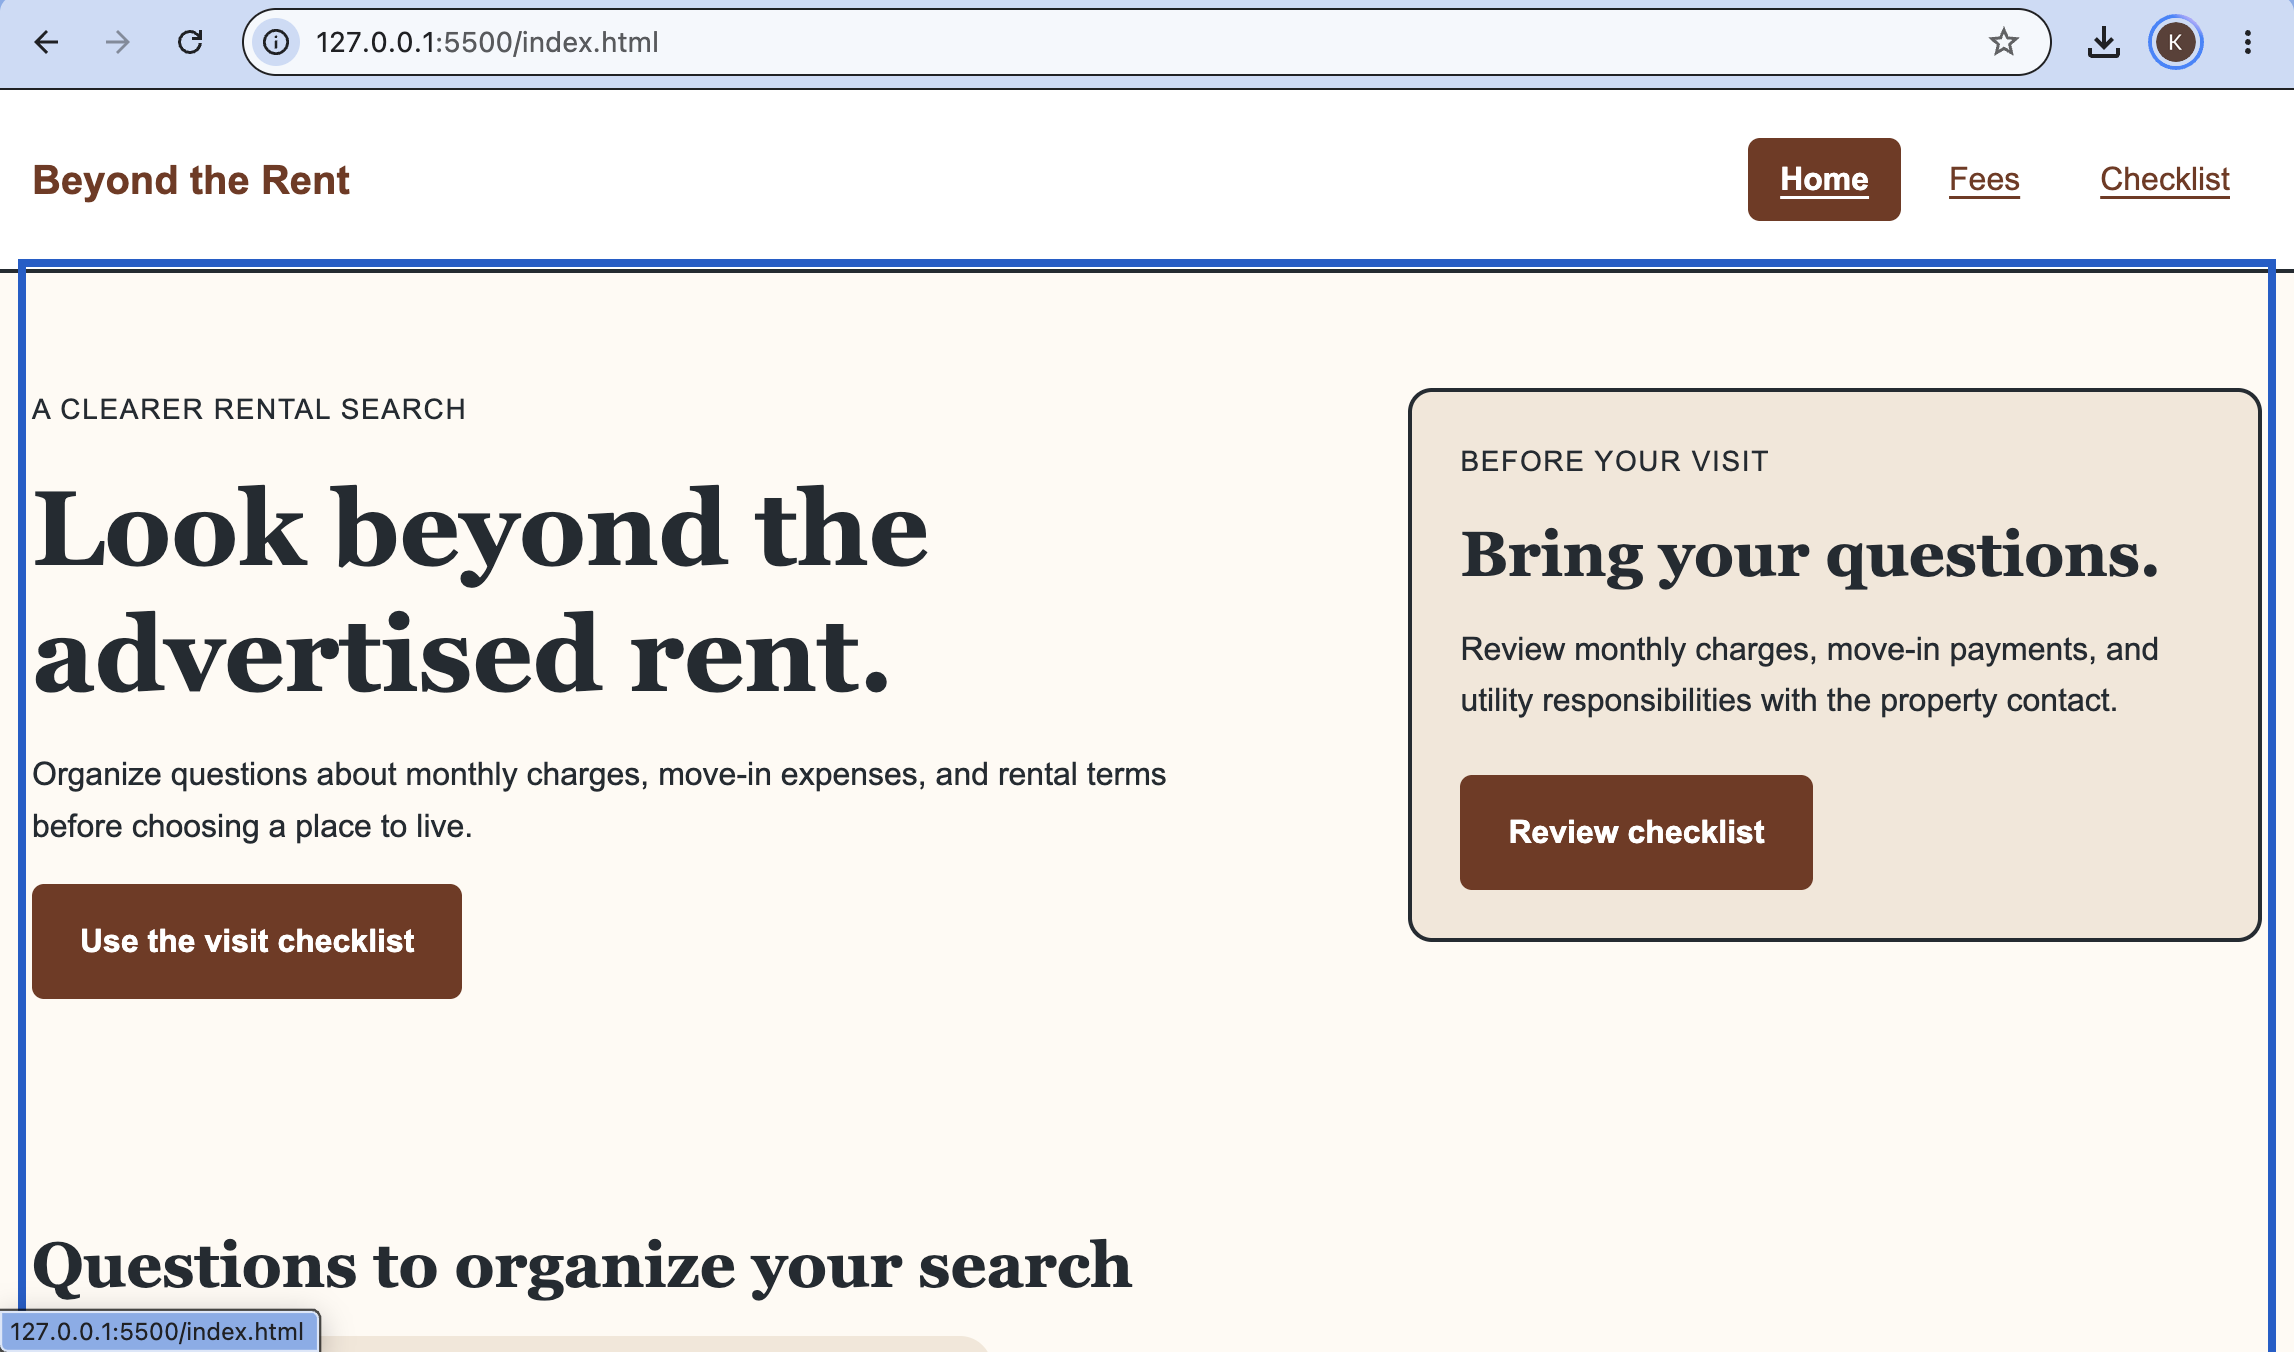 127.0.0.1:5500/index.html
K
Beyond the Rent
Home
Fees
Checklist
A CLEARER RENTAL SEARCH
Look beyond the
advertised rent.
Organize questions about monthly charges, move-in expenses, and rental terms
before choosing a place to live.
Use the visit checklist
BEFORE YOUR VISIT
Bring your questions.
Review monthly charges, move-in payments, and
utility responsibilities with the property contact.
Review checklist
Questions to organize your search
127.0.0.1:5500/index.html